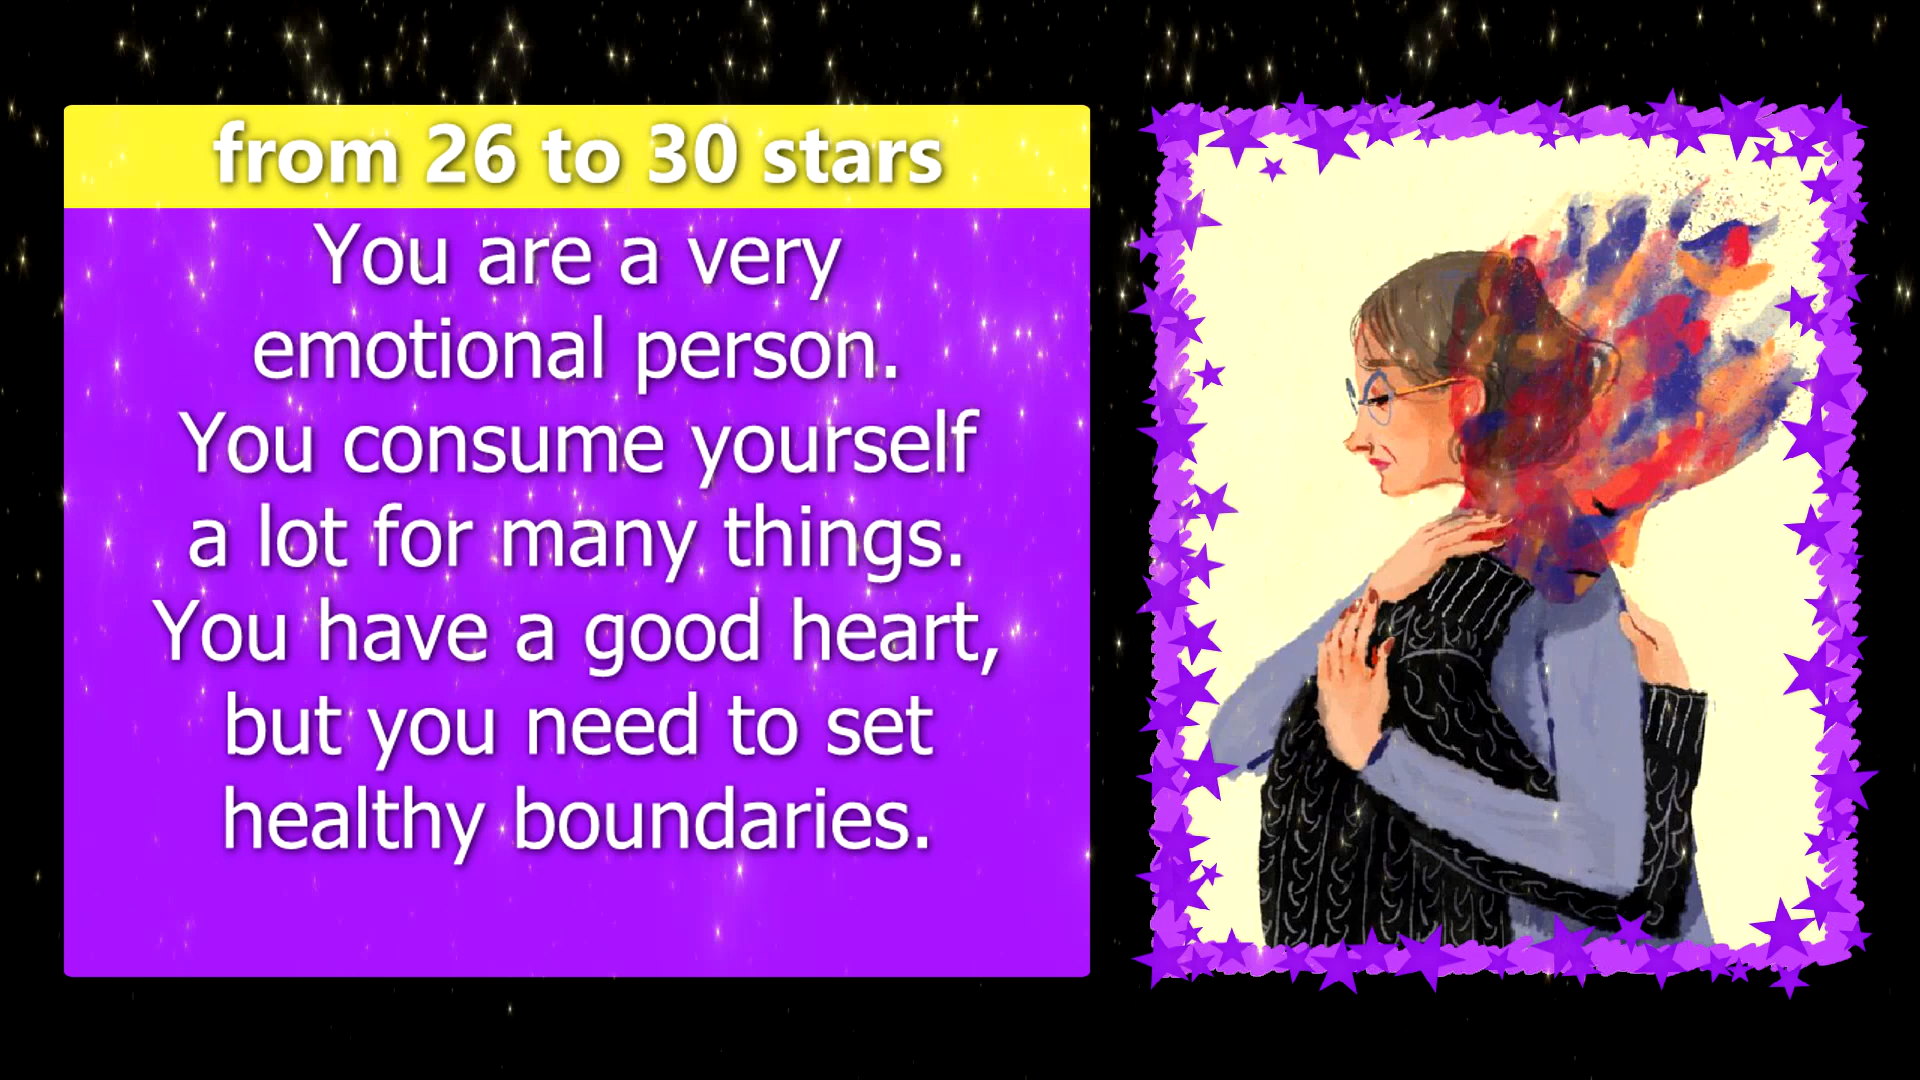 from 26 to 30 stars
You are a very
emotional person.
You consume yourself
a lot for many things.
You have a good heart,
but you need to set
healthy boundaries.